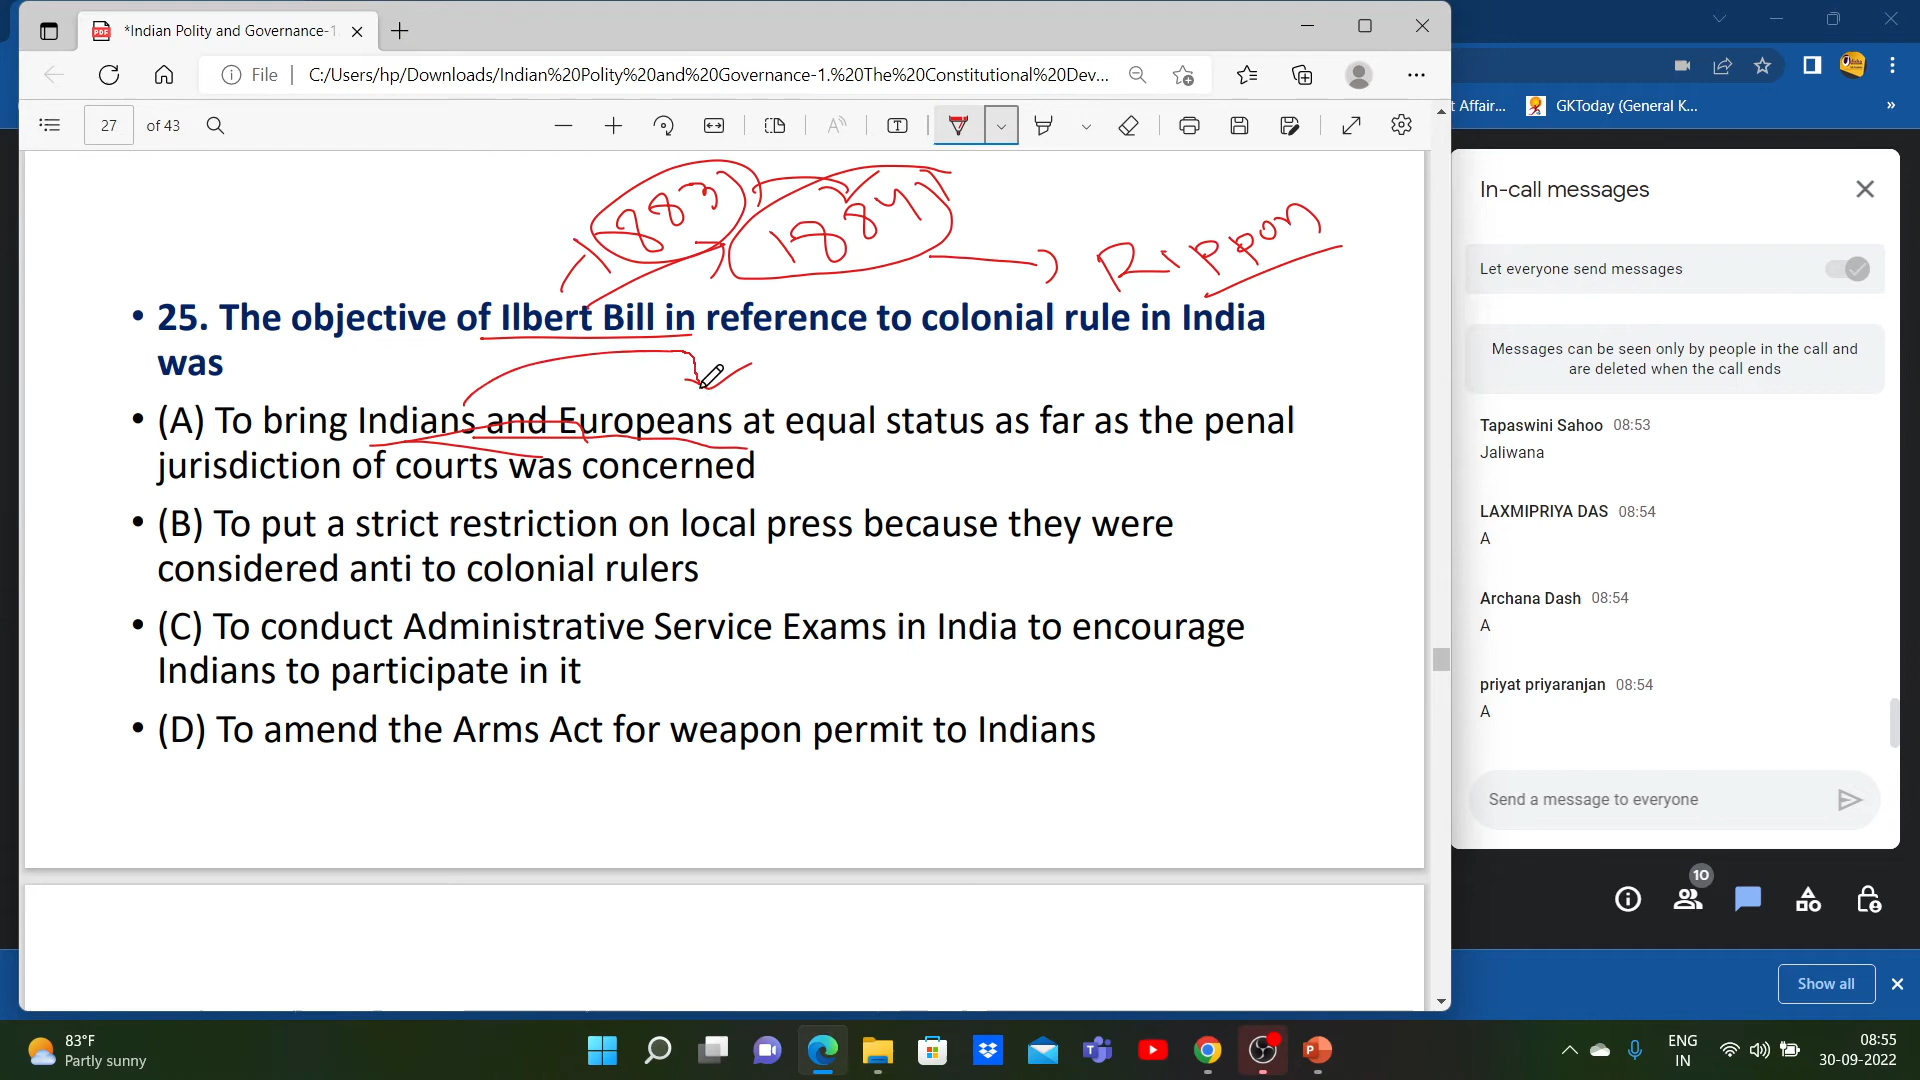 *Indian Polity and Governance-1
File
C:/Users/hp/Downloads/Indian%20Polity%20and%20Governance-1.%20The%20Constitutional%20Dev...
27 of 43
t Affair...
GKToday (General K...
1883
1884
Rippon
• 25. The objective of Ilbert Bill in reference to colonial rule in India
was
• (A) To bring Indians and Europeans at equal status as far as the penal
jurisdiction of courts was concerned
• (B) To put a strict restriction on local press because they were
considered anti to colonial rulers
• (C) To conduct Administrative Service Exams in India to encourage
Indians to participate in it
• (D) To amend the Arms Act for weapon permit to Indians
In-call messages
Let everyone send messages
Messages can be seen only by people in the call and
are deleted when the call ends
Tapaswini Sahoo 08:53
Jaliwana
LAXMIPRIYA DAS 08:54
A
Archana Dash 08:54
A
priyat priyaranjan 08:54
A
Send a message to everyone
10
Show all
83°F
Partly sunny
ENG
IN
08:55
30-09-2022